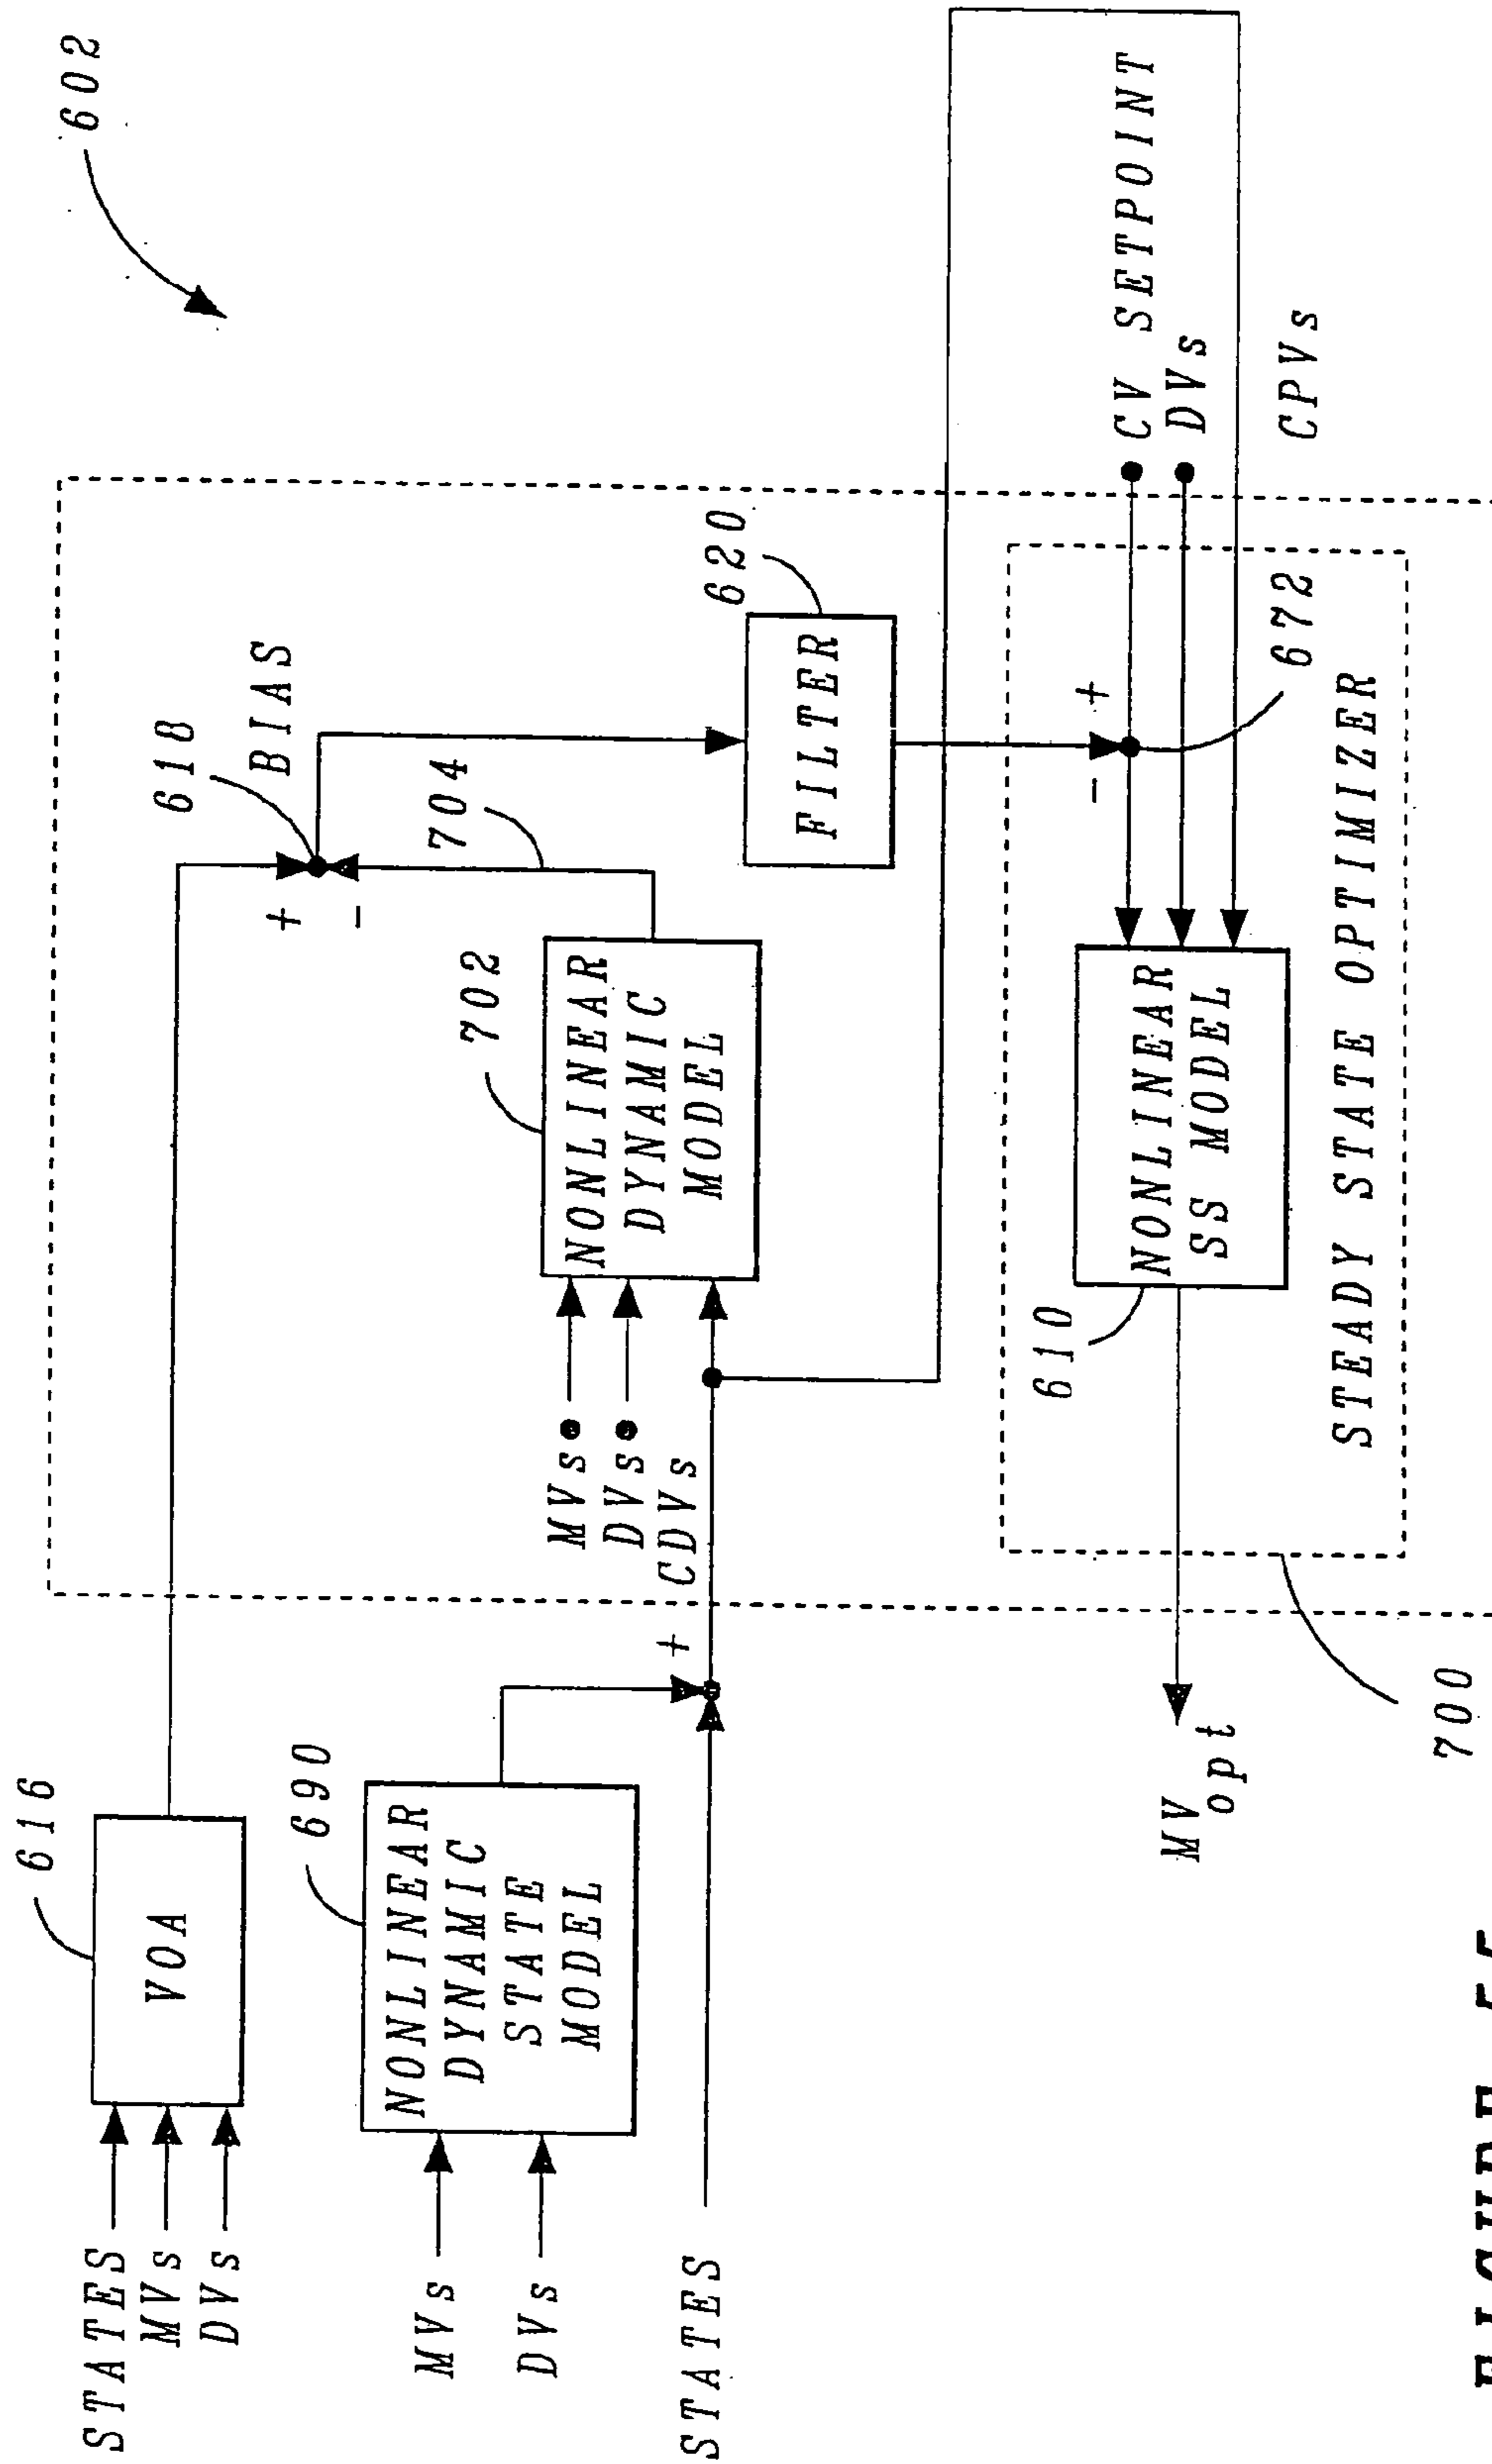 602
616
STATES
MVs
DVs
VOA
618
BIAS
+
-
690
MVs
DVs
NONLINEAR
DYNAMIC
STATE
MODEL
STATES
+
MVs
DVs
CDVs
702
NONLINEAR
DYNAMIC
MODEL
704
620
FILTER
CV SETPOINT
DVs
CPVs
-
+
672
610
NONLINEAR
SS MODEL
STEADY STATE OPTIMIZER
MV
opt
700